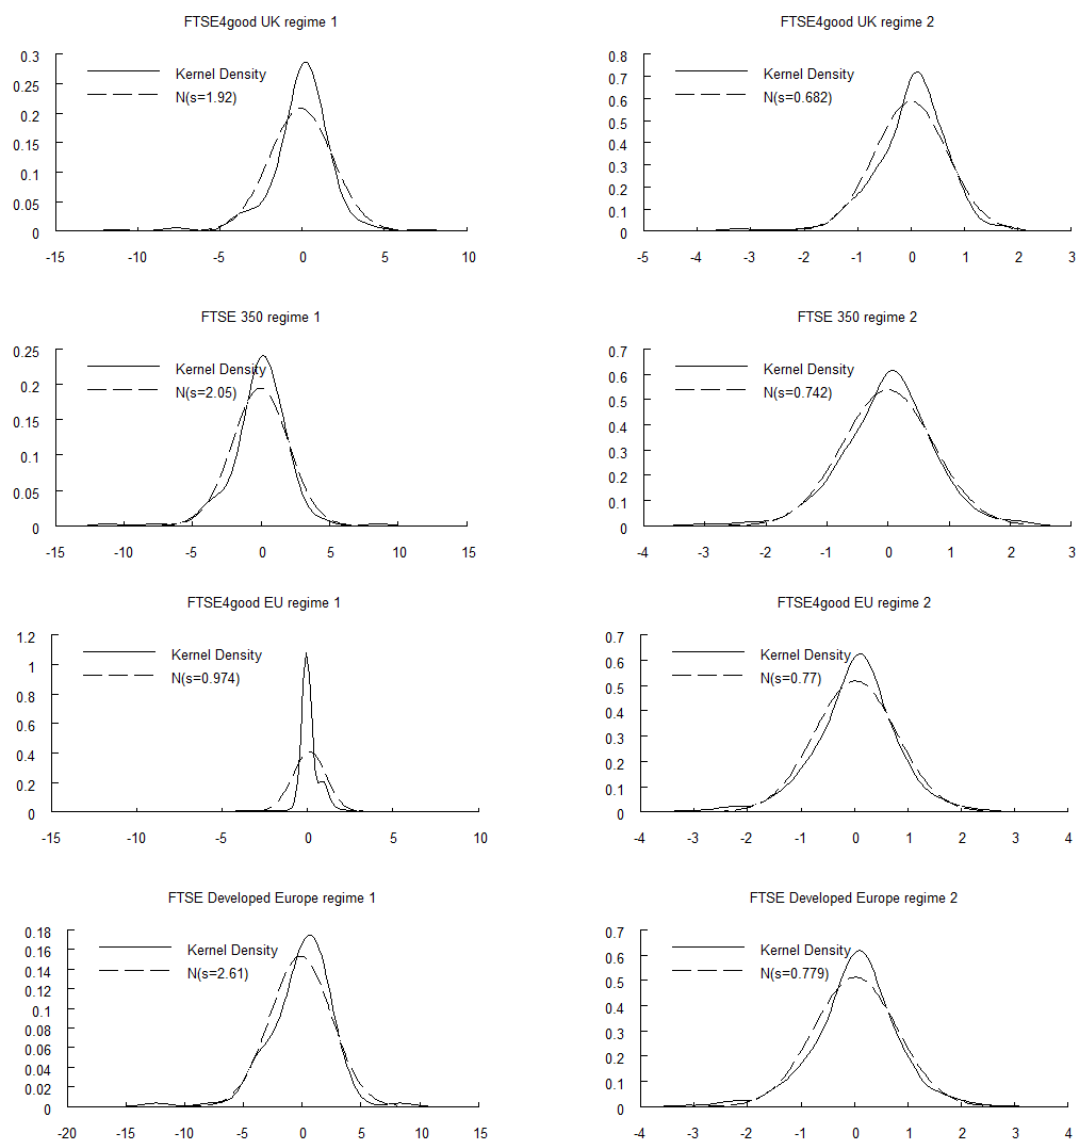 FTSE4good UK regime 1
0.3
0.25
0.2
0.15
0.1
0.05
0
Kernel Density
N(s=1.92)
-15 -10 -5 0 5 10
FTSE4good UK regime 2
0.8
0.7
0.6
0.5
0.4
0.3
0.2
0.1
0
Kernel Density
N(s=0.682)
-5 -4 -3 -2 -1 0 1 2 3
FTSE 350 regime 1
0.25
0.2
0.15
0.1
0.05
0
Kernel Density
N(s=2.05)
-15 -10 -5 0 5 10 15
FTSE 350 regime 2
0.7
0.6
0.5
0.4
0.3
0.2
0.1
0
Kernel Density
N(s=0.742)
-4 -3 -2 -1 0 1 2 3
FTSE4good EU regime 1
1.2
1
0.8
0.6
0.4
0.2
0
Kernel Density
N(s=0.974)
-15 -10 -5 0 5 10
FTSE4good EU regime 2
0.7
0.6
0.5
0.4
0.3
0.2
0.1
0
Kernel Density
N(s=0.77)
-4 -3 -2 -1 0 1 2 3 4
FTSE Developed Europe regime 1
0.18
0.16
0.14
0.12
0.1
0.08
0.06
0.04
0.02
0
Kernel Density
N(s=2.61)
-20 -15 -10 -5 0 5 10 15
FTSE Developed Europe regime 2
0.7
0.6
0.5
0.4
0.3
0.2
0.1
0
Kernel Density
N(s=0.779)
-4 -3 -2 -1 0 1 2 3 4